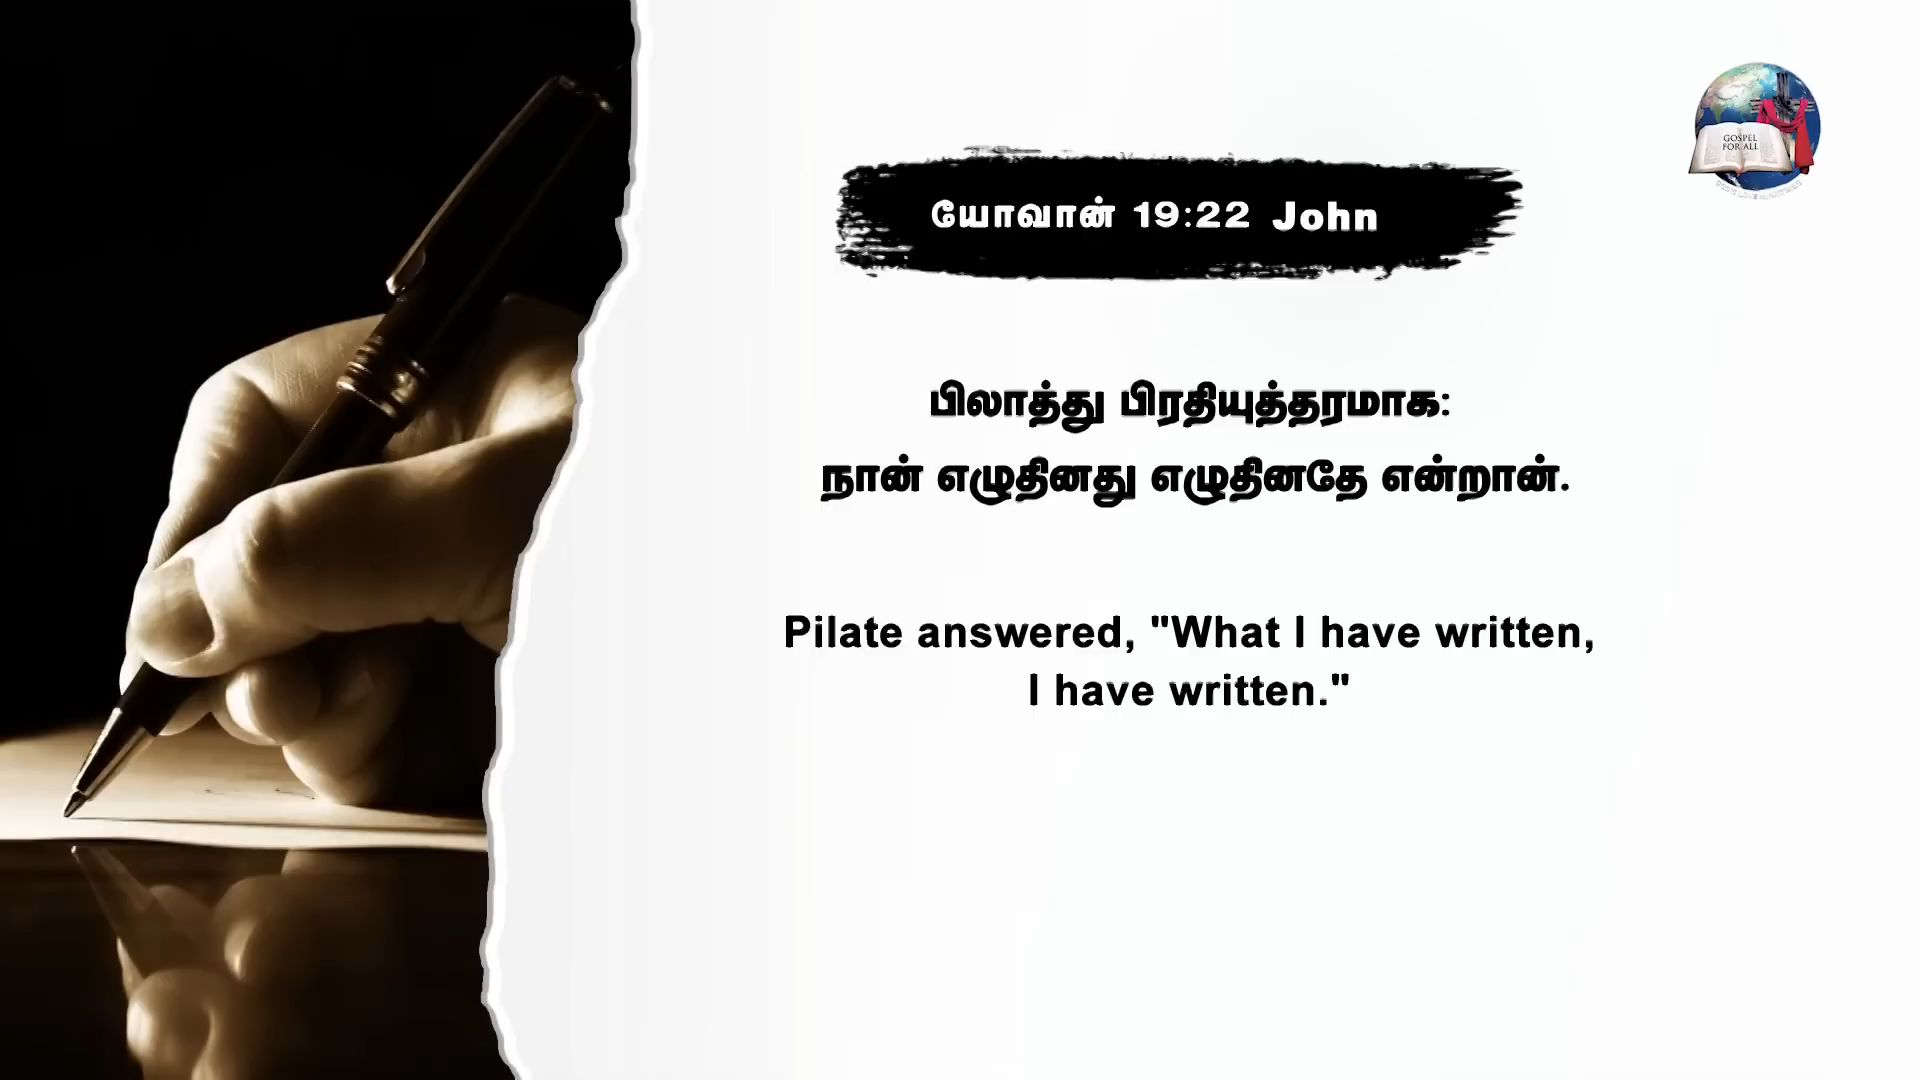 யோவான் 19:22 John
GOSPEL
FOR ALL
பிலாத்து பிரதியுத்தரமாக:
நான் எழுதினது எழுதினதே என்றான்.
Pilate answered, "What I have written,
I have written."